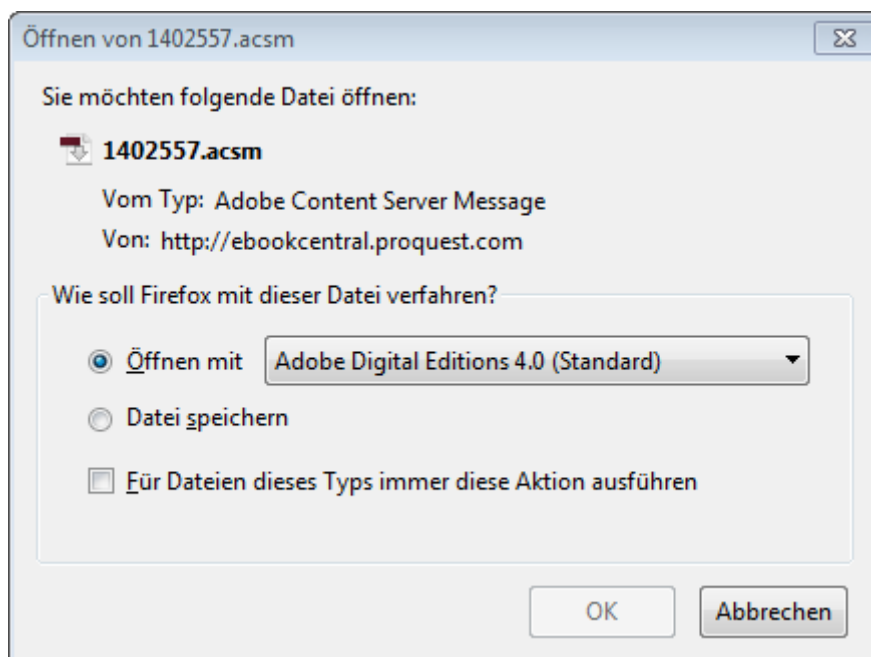 Öffnen von 1402557.acsm
Sie möchten folgende Datei öffnen:
1402557.acsm
Vom Typ: Adobe Content Server Message
Von: http://ebookcentral.proquest.com
Wie soll Firefox mit dieser Datei verfahren?
Öffnen mit Adobe Digital Editions 4.0 (Standard)
Datei speichern
Für Dateien dieses Typs immer diese Aktion ausführen
OK Abbrechen